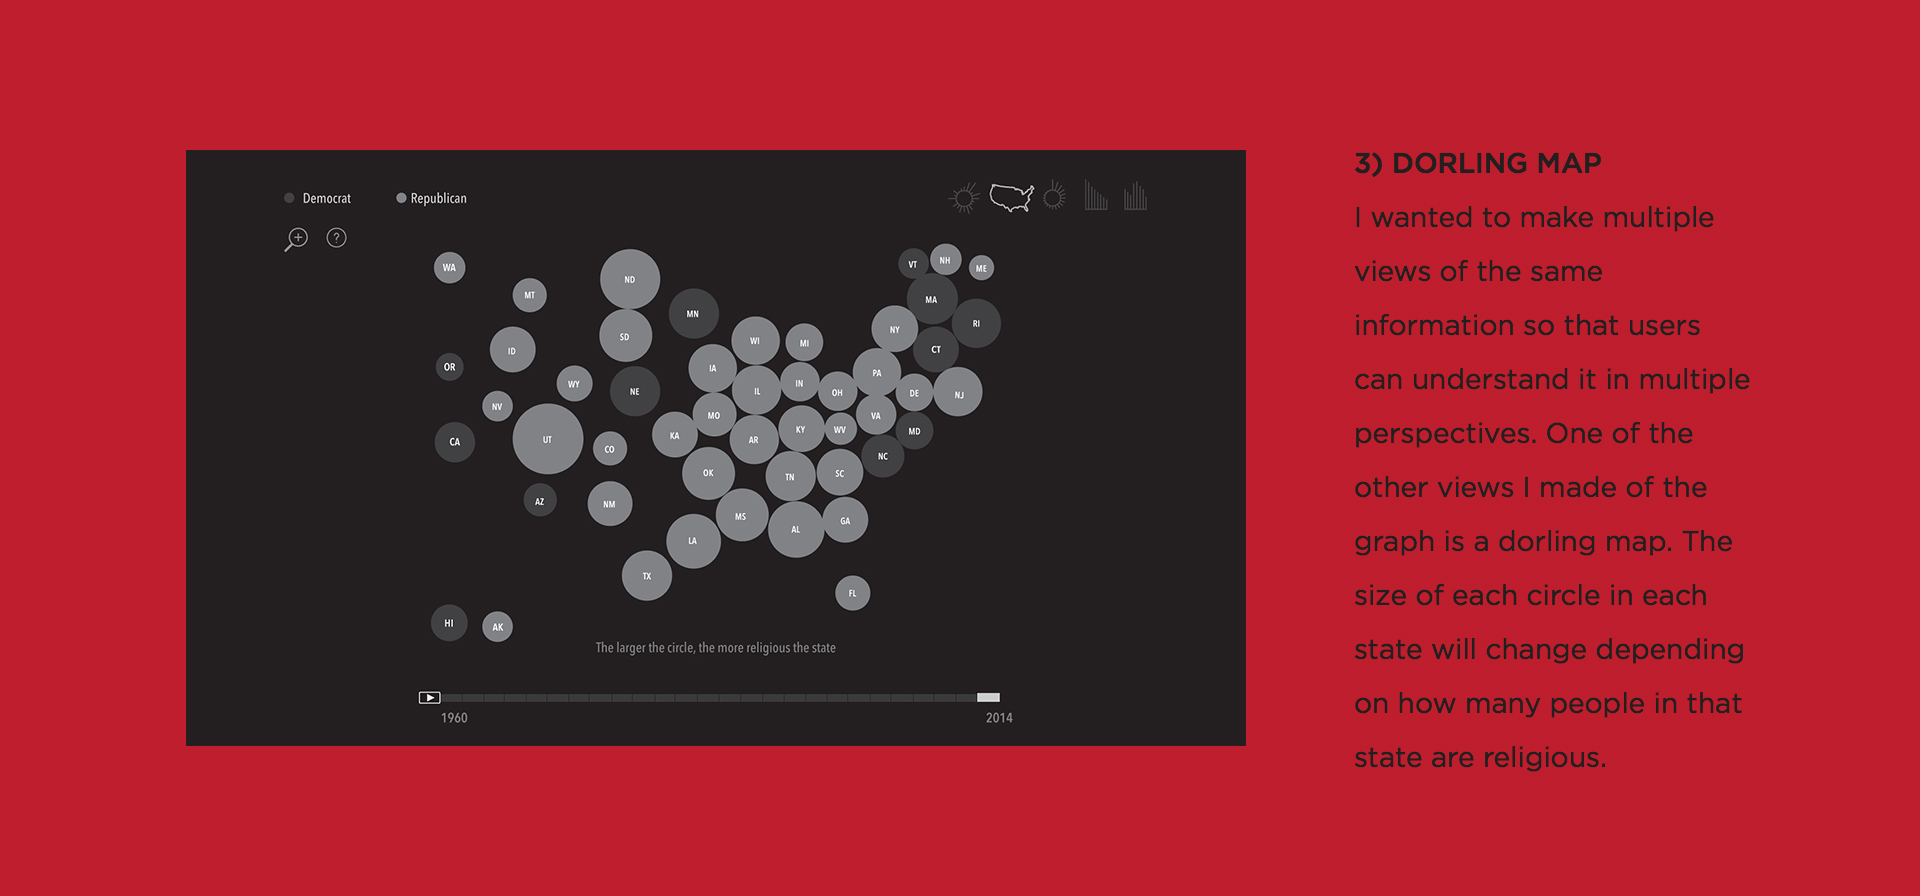 Democrat
Republican
?
WA
MT
ND
MN
VT
NH
ME
MA
RI
NY
CT
SD
WI
MI
ID
OR
IA
PA
WY
NE
IL
IN
OH
DE
NJ
NV
MO
VA
UT
CA
CO
KA
AR
KY
WV
MD
NC
OK
TN
SC
AZ
NM
MS
AL
GA
LA
TX
FL
HI
AK
The larger the circle, the more religious the state
1960
2014
3) DORLING MAP
I wanted to make multiple
views of the same
information so that users
can understand it in multiple
perspectives. One of the
other views I made of the
graph is a dorling map. The
size of each circle in each
state will change depending
on how many people in that
state are religious.